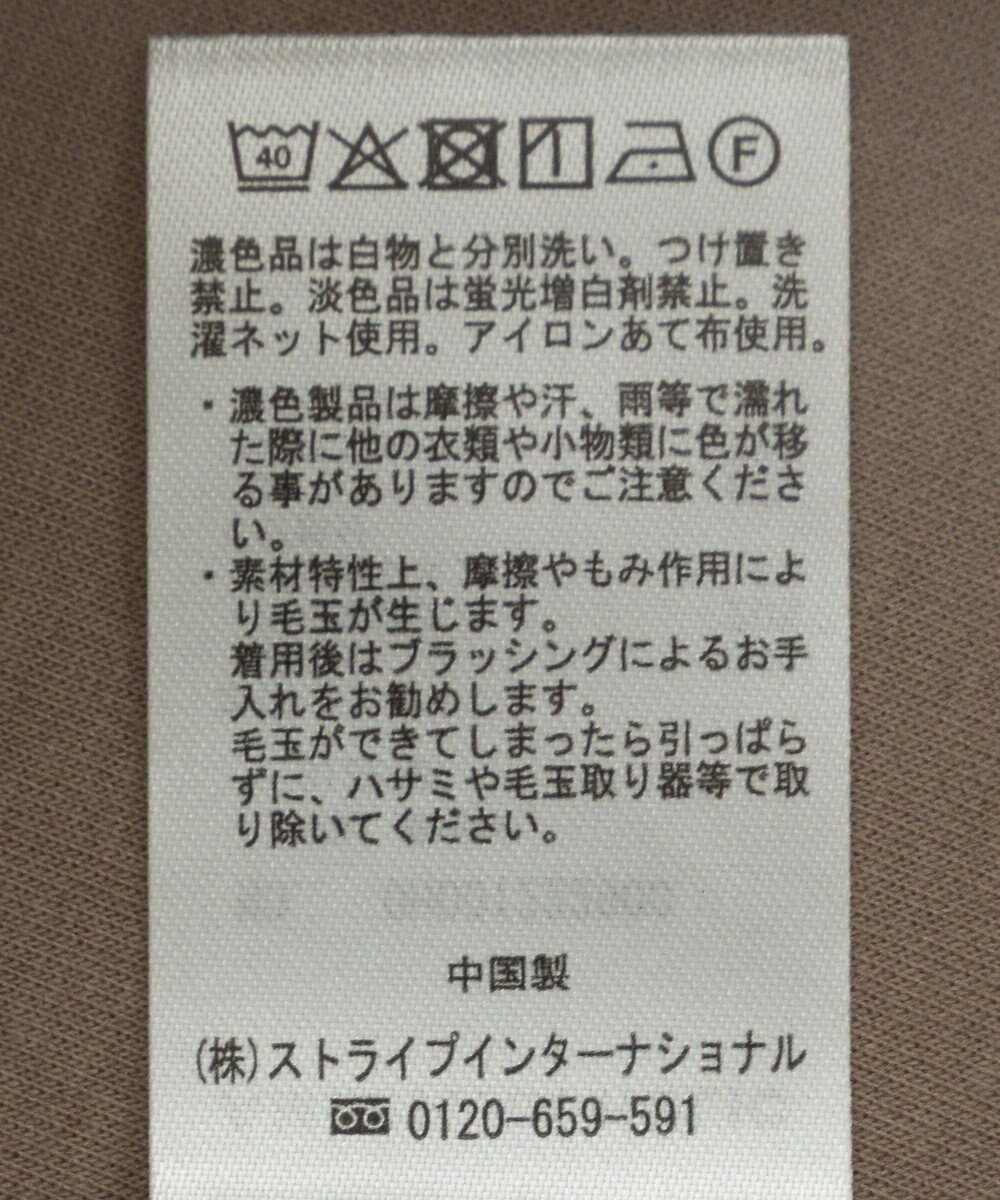 40 F
濃色品は白物と分別洗い。つけ置き
禁止。淡色品は蛍光増白剤禁止。洗
濯ネット使用。アイロンあて布使用。
・濃色製品は摩擦や汗、雨等で濡れ
た際に他の衣類や小物類に色が移
る事がありますのでご注意くださ
い。
・素材特性上、摩擦やもみ作用によ
り毛玉が生じます。
着用後はブラッシングによるお手
入れをお勧めします。
毛玉ができてしまったら引っぱら
ずに、ハサミや毛玉取り器等で取
り除いてください。
中国製
(株)ストライプインターナショナル
0120-659-591